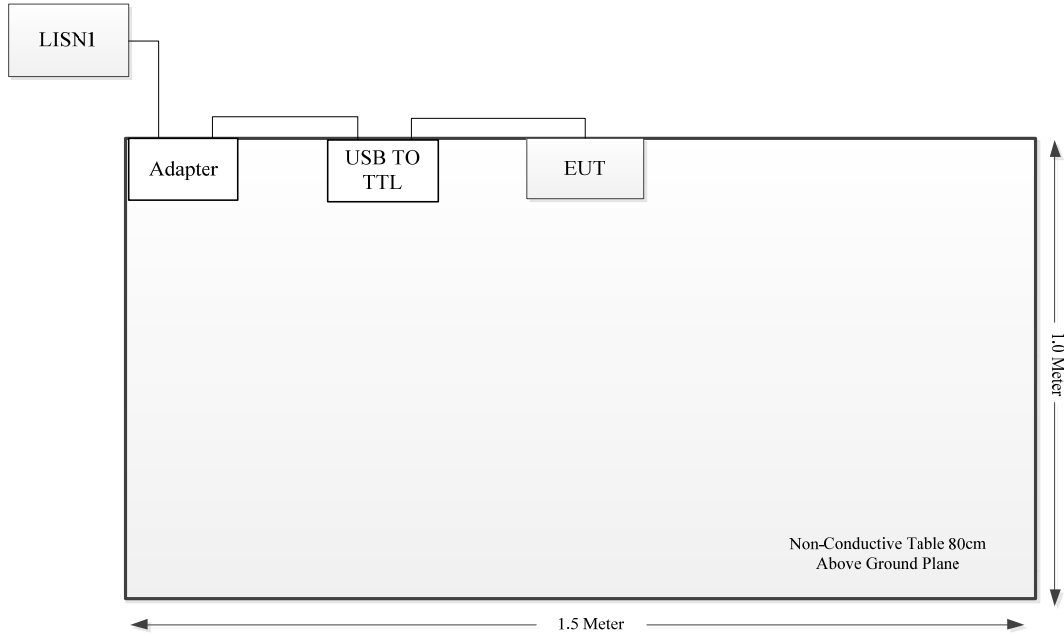 LISN1
Adapter
USB TO
TTL
EUT
1.0 Meter
Non-Conductive Table 80cm
Above Ground Plane
1.5 Meter